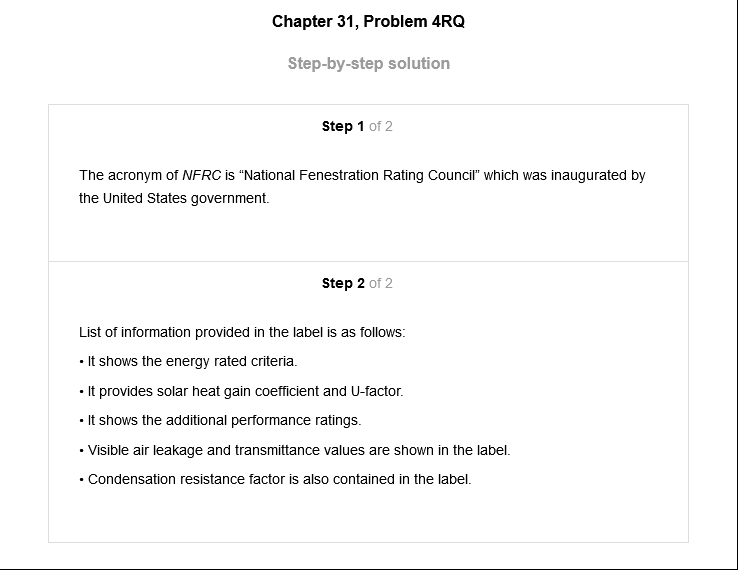 Chapter 31, Problem 4RQ
Step-by-step solution
Step 1 of 2
The acronym of NFRC is “National Fenestration Rating Council” which was inaugurated by
the United States government.
Step 2 of 2
List of information provided in the label is as follows:
• It shows the energy rated criteria.
• It provides solar heat gain coefficient and U-factor.
• It shows the additional performance ratings.
• Visible air leakage and transmittance values are shown in the label.
• Condensation resistance factor is also contained in the label.